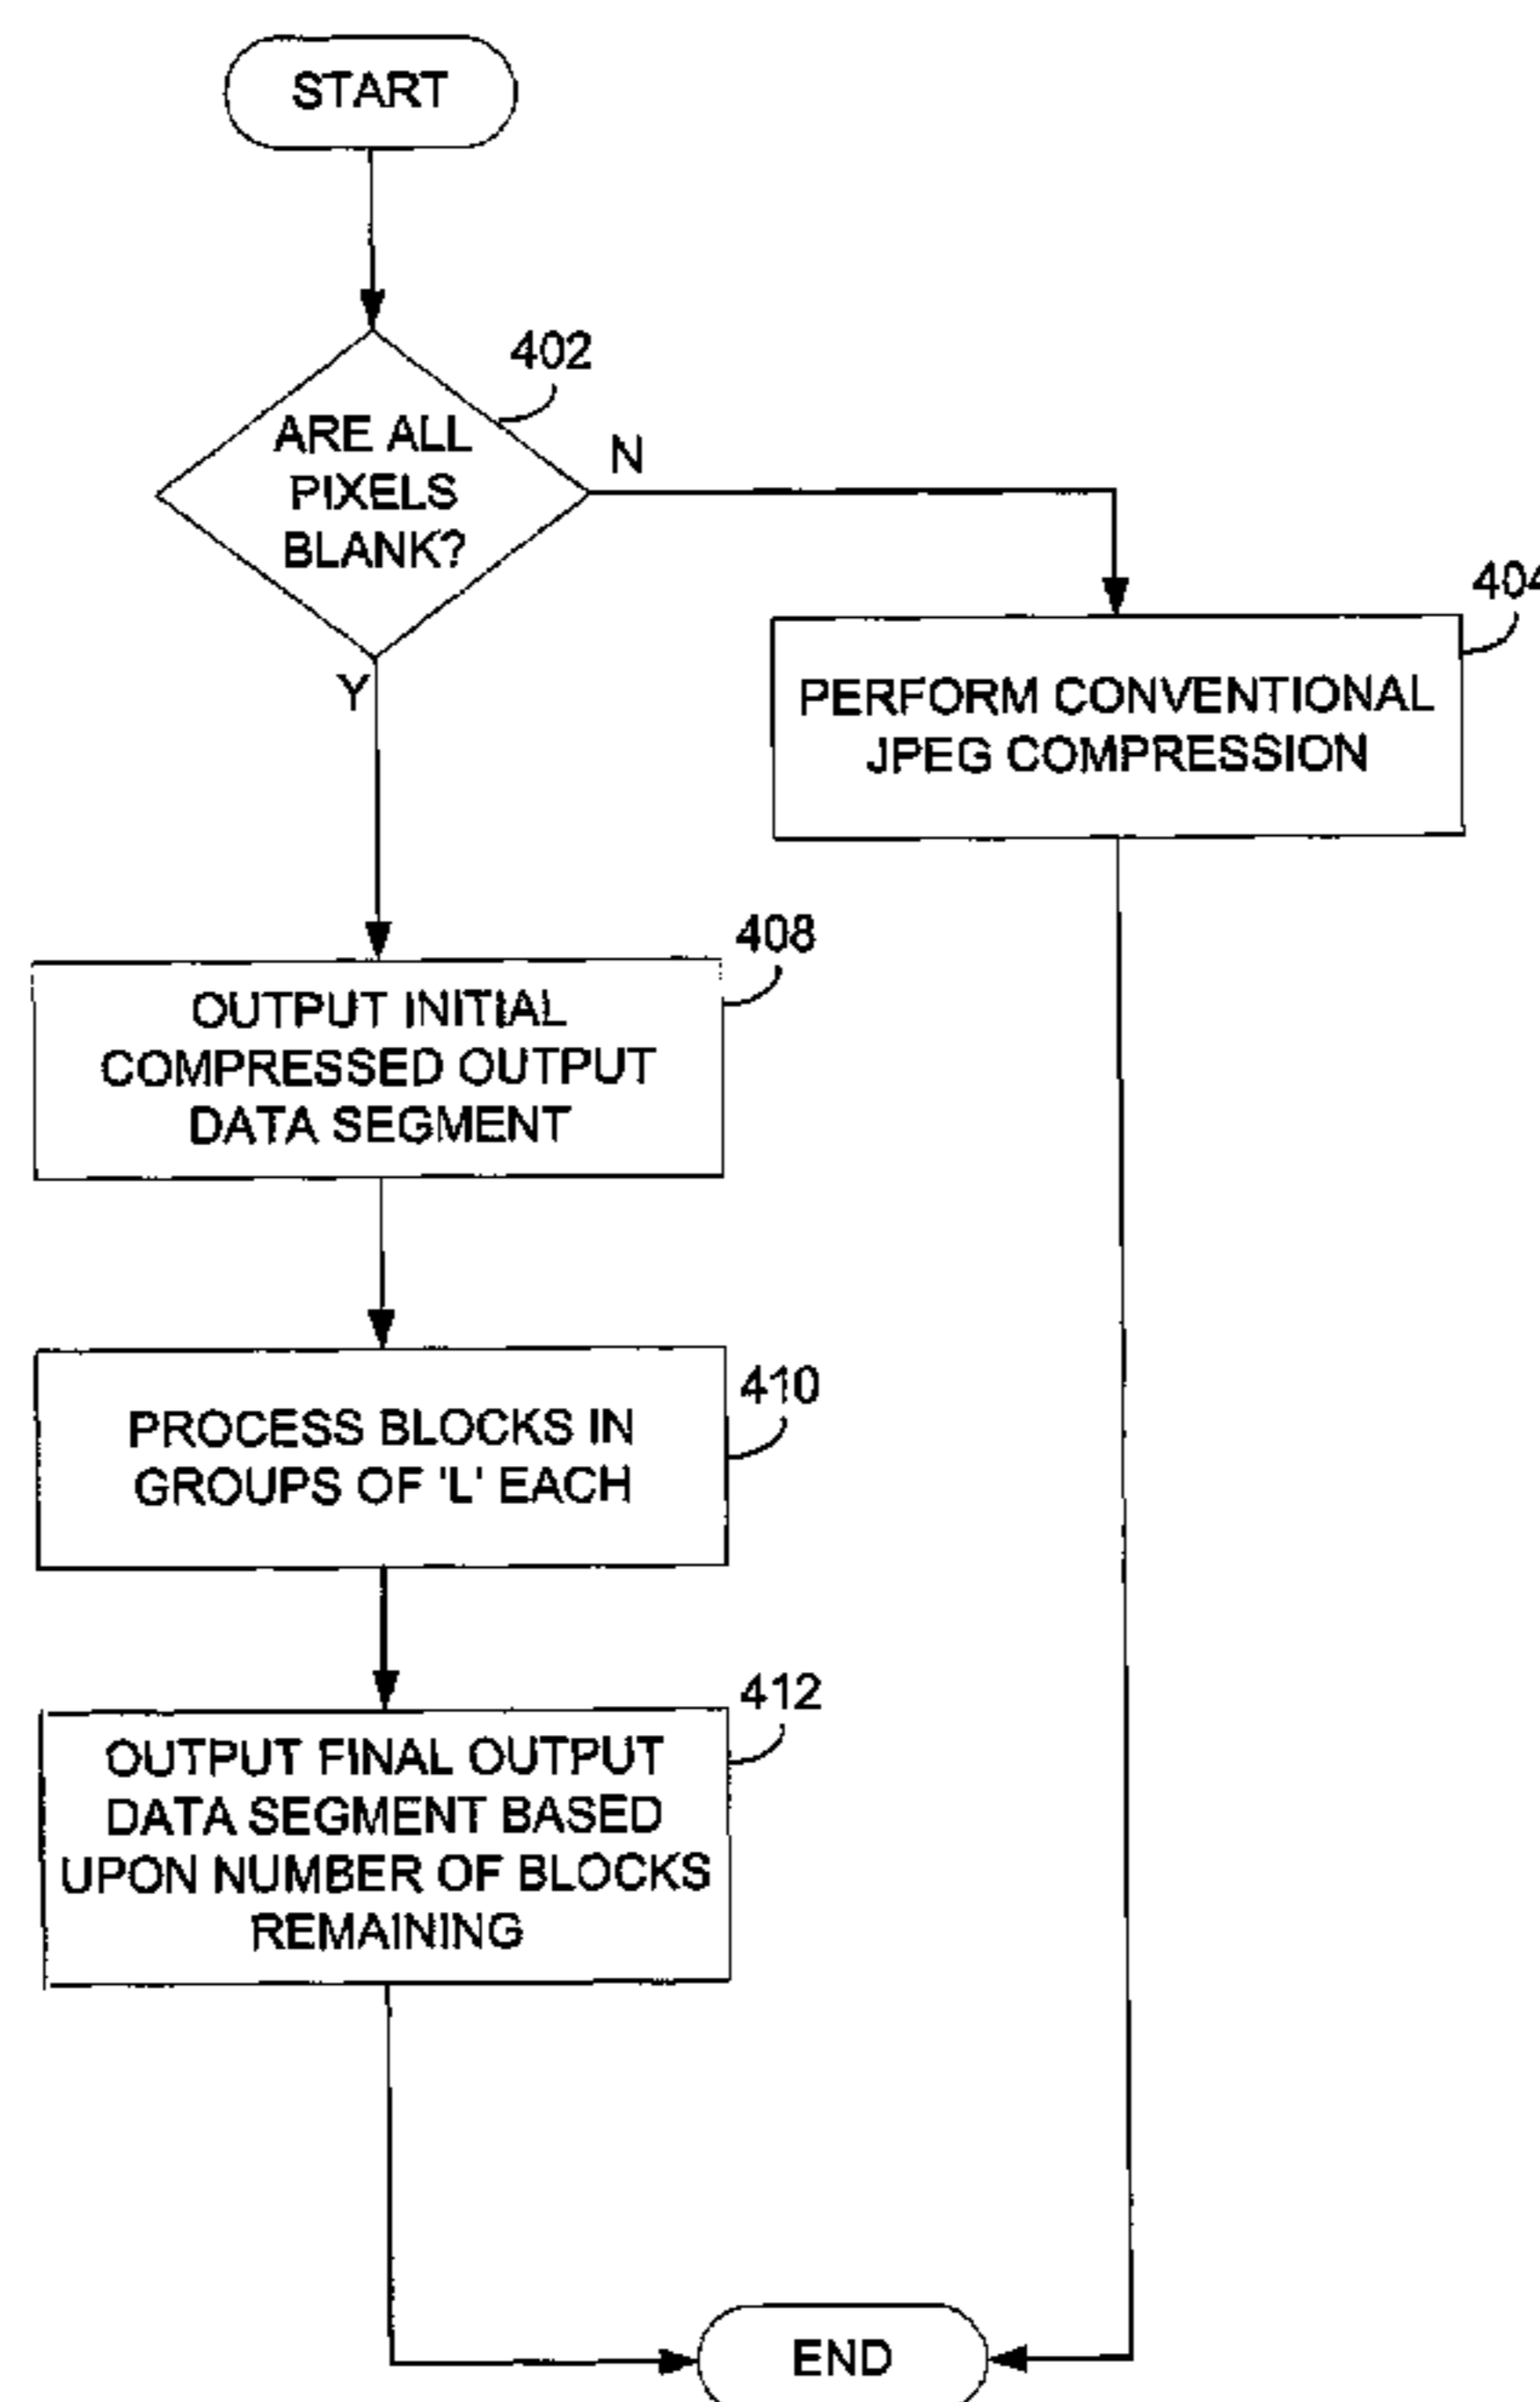 START
402
ARE ALL
PIXELS
BLANK?
N
Y
404
PERFORM CONVENTIONAL
JPEG COMPRESSION
408
OUTPUT INITIAL
COMPRESSED OUTPUT
DATA SEGMENT
410
PROCESS BLOCKS IN
GROUPS OF 'L' EACH
412
OUTPUT FINAL OUTPUT
DATA SEGMENT BASED
UPON NUMBER OF BLOCKS
REMAINING
END